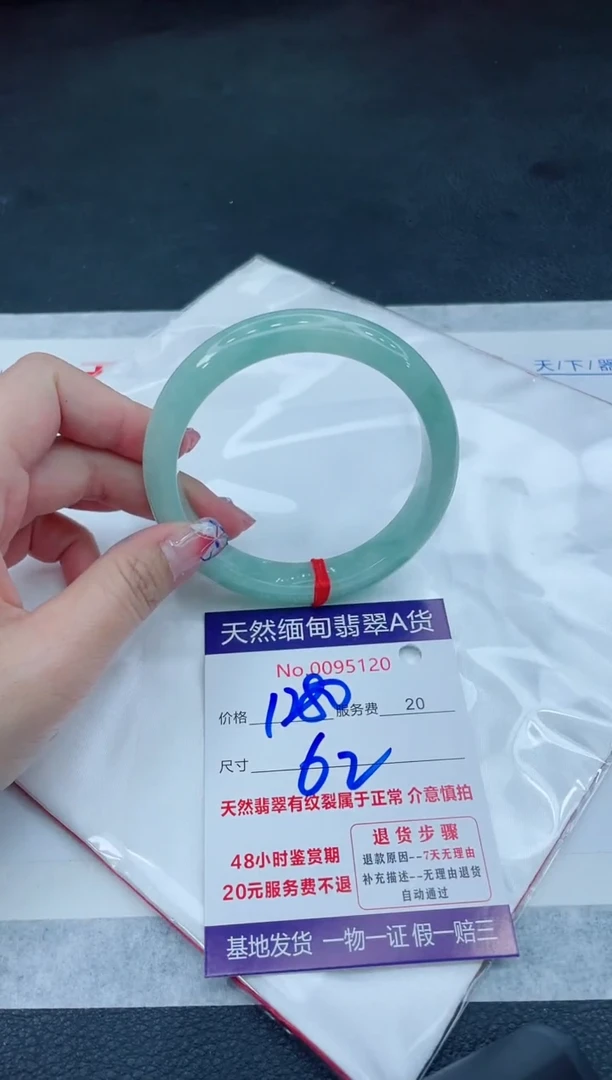 天/下/器
天然缅甸翡翠A货
No.0095120
价格 1280 服务费 20
尺寸 62
天然翡翠有纹裂属于正常 介意慎拍
48小时鉴赏期
20元服务费不退
退货步骤
退款原因--7天无理由
补充描述--无理由退货
自动通过
基地发货 一物一证 假一赔三